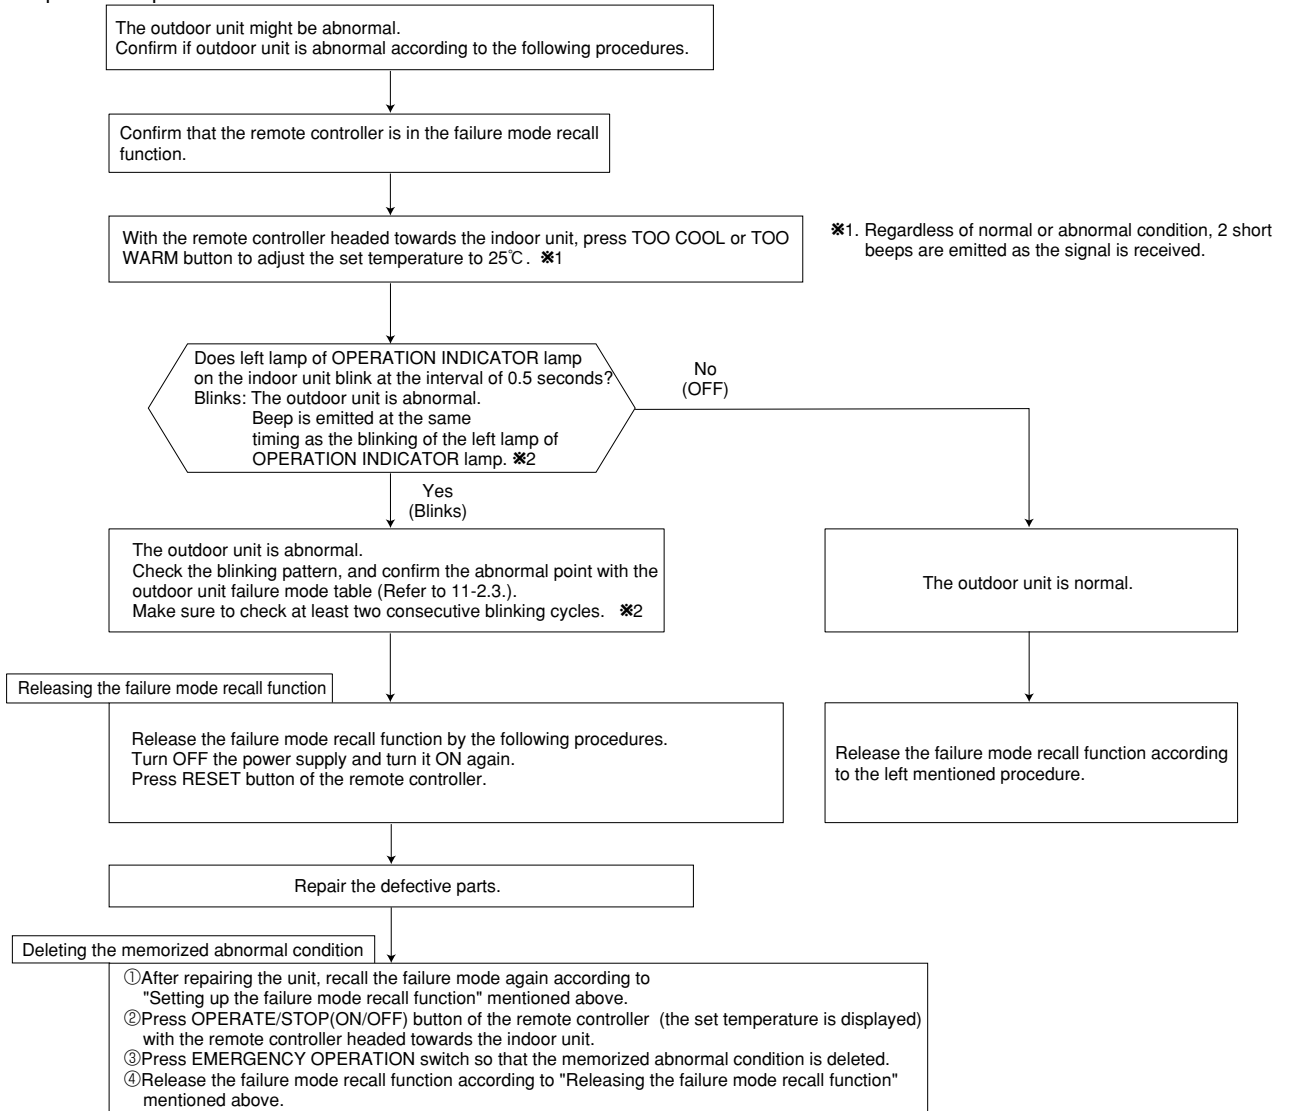 The outdoor unit might be abnormal.
Confirm if outdoor unit is abnormal according to the following procedures.
Confirm that the remote controller is in the failure mode recall
function.
With the remote controller headed towards the indoor unit, press TOO COOL or TOO
WARM button to adjust the set temperature to 25℃. ※1
※1. Regardless of normal or abnormal condition, 2 short
beeps are emitted as the signal is received.
Does left lamp of OPERATION INDICATOR lamp
on the indoor unit blink at the interval of 0.5 seconds?
Blinks: The outdoor unit is abnormal.
Beep is emitted at the same
timing as the blinking of the left lamp of
OPERATION INDICATOR lamp. ※2
No
(OFF)
Yes
(Blinks)
The outdoor unit is abnormal.
Check the blinking pattern, and confirm the abnormal point with the
outdoor unit failure mode table (Refer to 11-2.3.).
Make sure to check at least two consecutive blinking cycles. ※2
The outdoor unit is normal.
Releasing the failure mode recall function
Release the failure mode recall function by the following procedures.
Turn OFF the power supply and turn it ON again.
Press RESET button of the remote controller.
Release the failure mode recall function according
to the left mentioned procedure.
Repair the defective parts.
Deleting the memorized abnormal condition
①After repairing the unit, recall the failure mode again according to
"Setting up the failure mode recall function" mentioned above.
②Press OPERATE/STOP(ON/OFF) button of the remote controller (the set temperature is displayed)
with the remote controller headed towards the indoor unit.
③Press EMERGENCY OPERATION switch so that the memorized abnormal condition is deleted.
④Release the failure mode recall function according to "Releasing the failure mode recall function"
mentioned above.